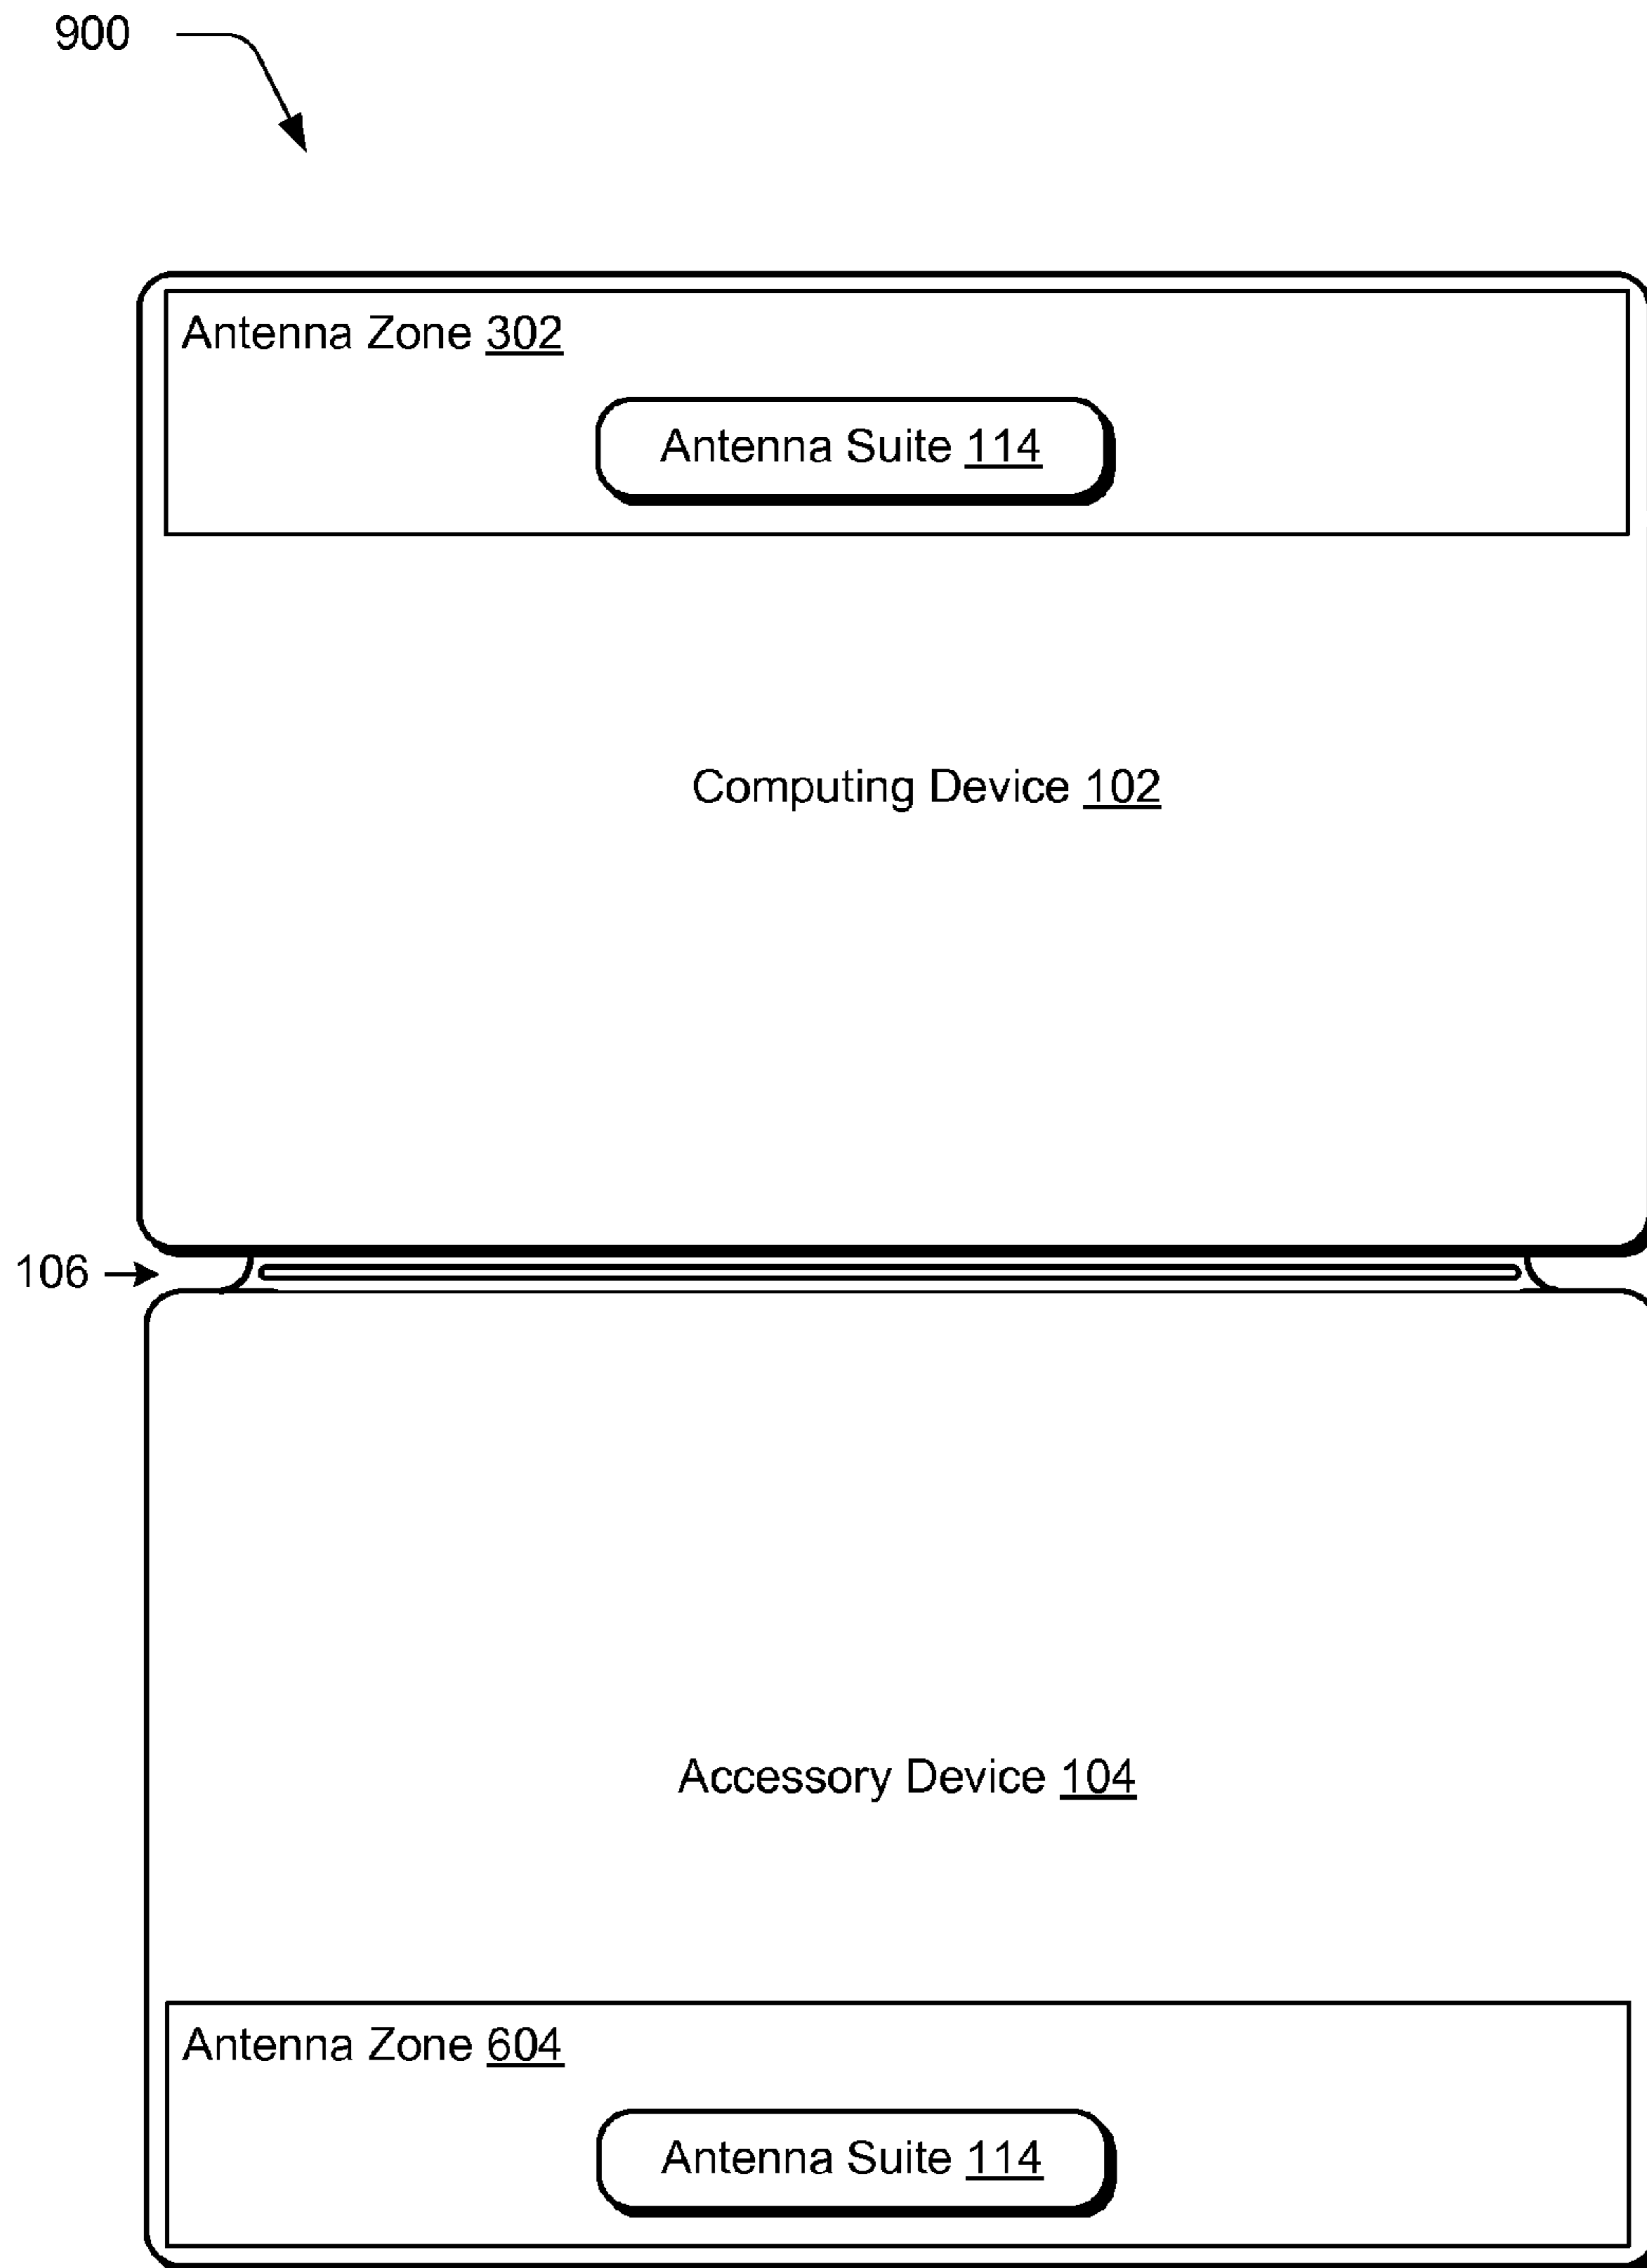 900
Antenna Zone 302
Antenna Suite 114
Computing Device 102
106
Accessory Device 104
Antenna Zone 604
Antenna Suite 114